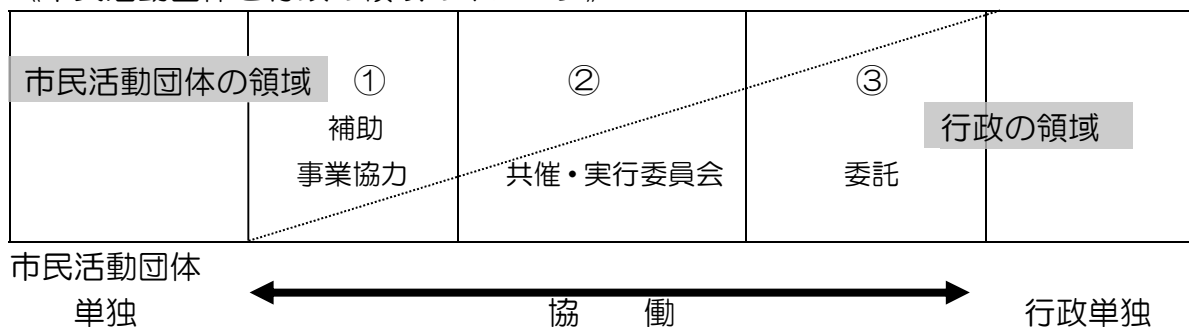 市民活動団体の領域 ① ② ③
補助 行政の領域
事業協力 共催・実行委員会 委託
市民活動団体
単独 協働 行政単独